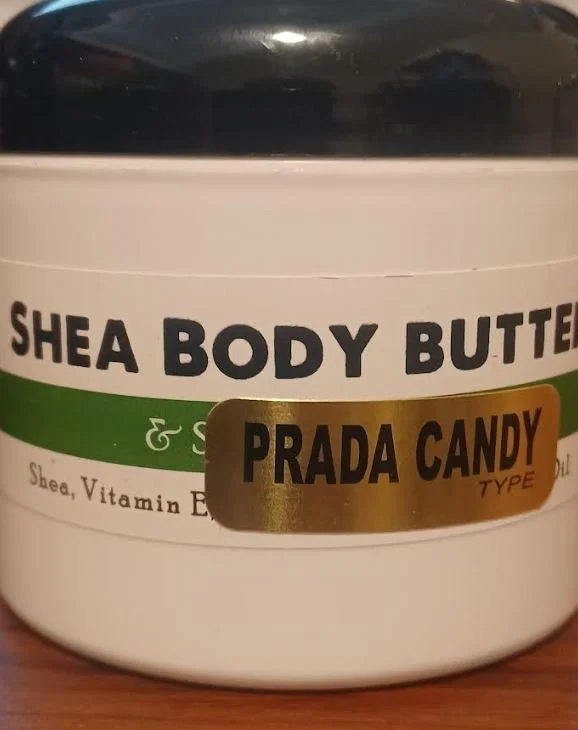 SHEA BODY BUTTE
& S
PRADA CANDY
TYPE
Shea, Vitamin E, Oil